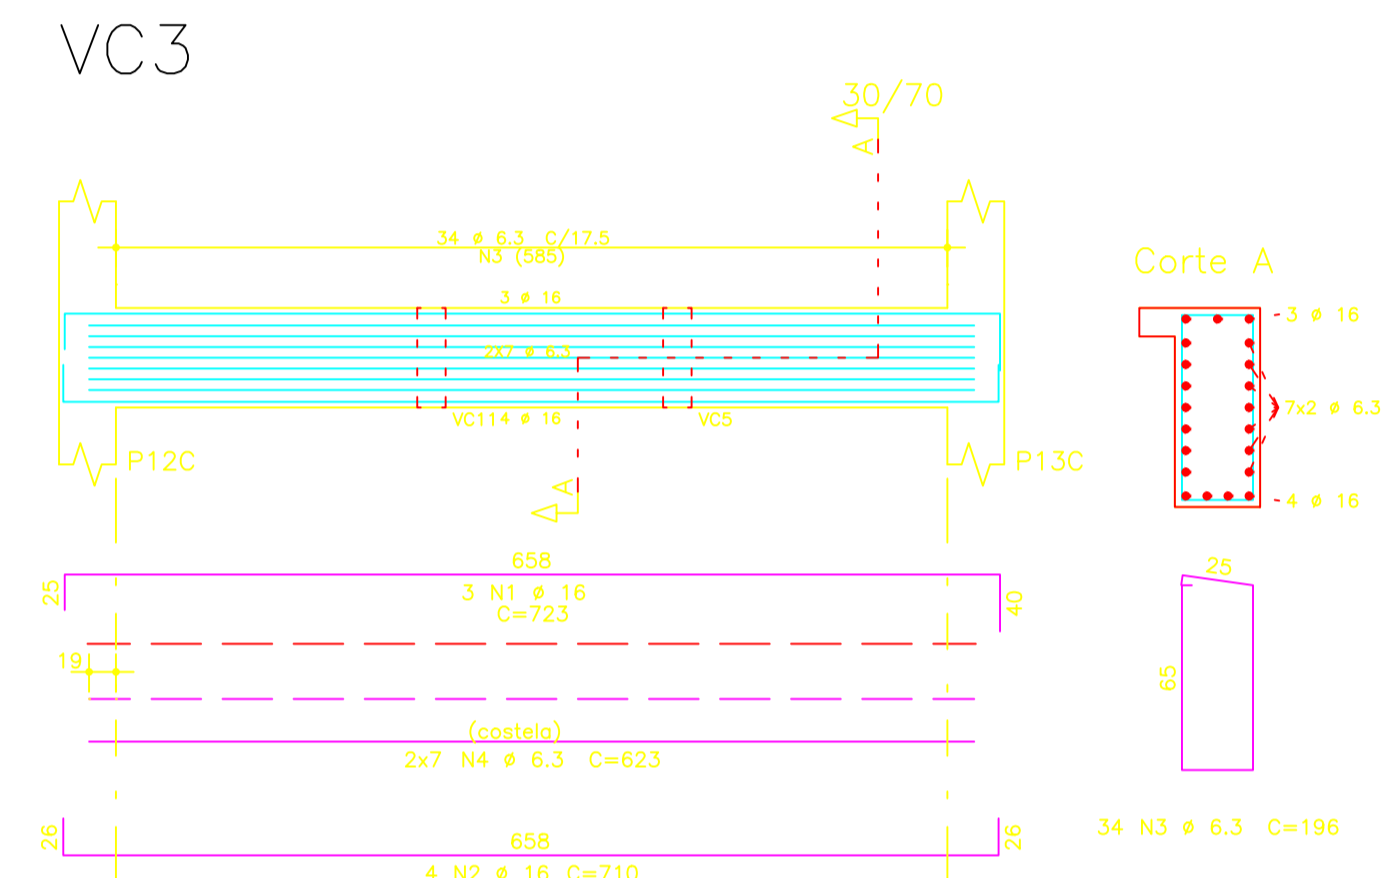 VC3
30/70
A
34 ø 6.3 C/17.5
N3 (585)
3 ø 16
2x7 ø 6.3
VC11
4 ø 16
VC5
P12C
P13C
A
Corte A
3 ø 16
7x2 ø 6.3
4 ø 16
658
25
3 N1 ø 16
C=723
40
19
(costela)
2x7 N4 ø 6.3 C=623
26
658
26
4 N2 ø 16 C=710
25
65
34 N3 ø 6.3 C=196